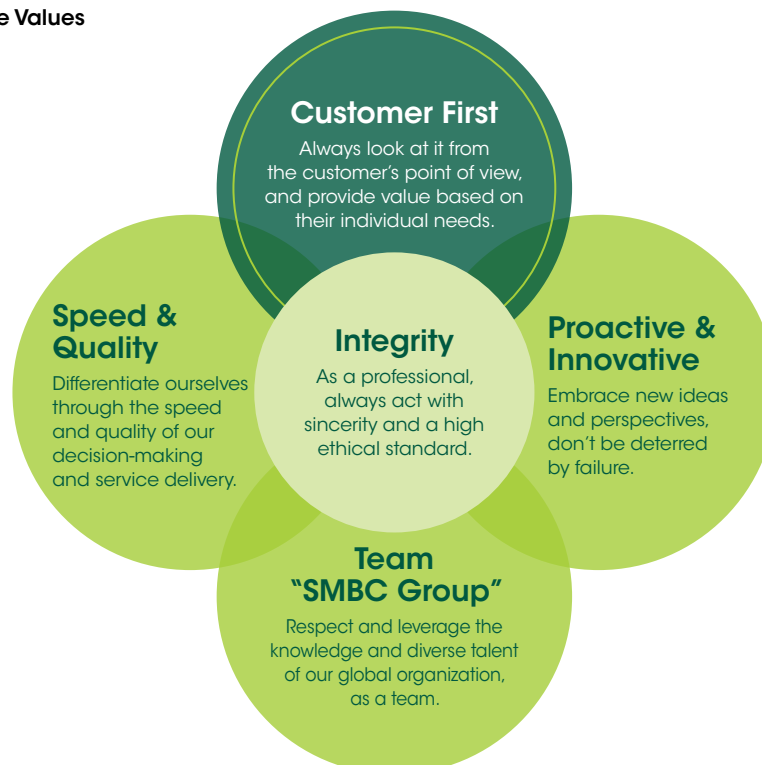 e Values
Customer First
Always look at it from
the customer's point of view,
and provide value based on
their individual needs.
Speed &
Quality
Differentiate ourselves
through the speed
and quality of our
decision-making
and service delivery.
Integrity
As a professional,
always act with
sincerity and a high
ethical standard.
Proactive &
Innovative
Embrace new ideas
and perspectives,
don't be deterred
by failure.
Team
“SMBC Group”
Respect and leverage the
knowledge and diverse talent
of our global organization,
as a team.